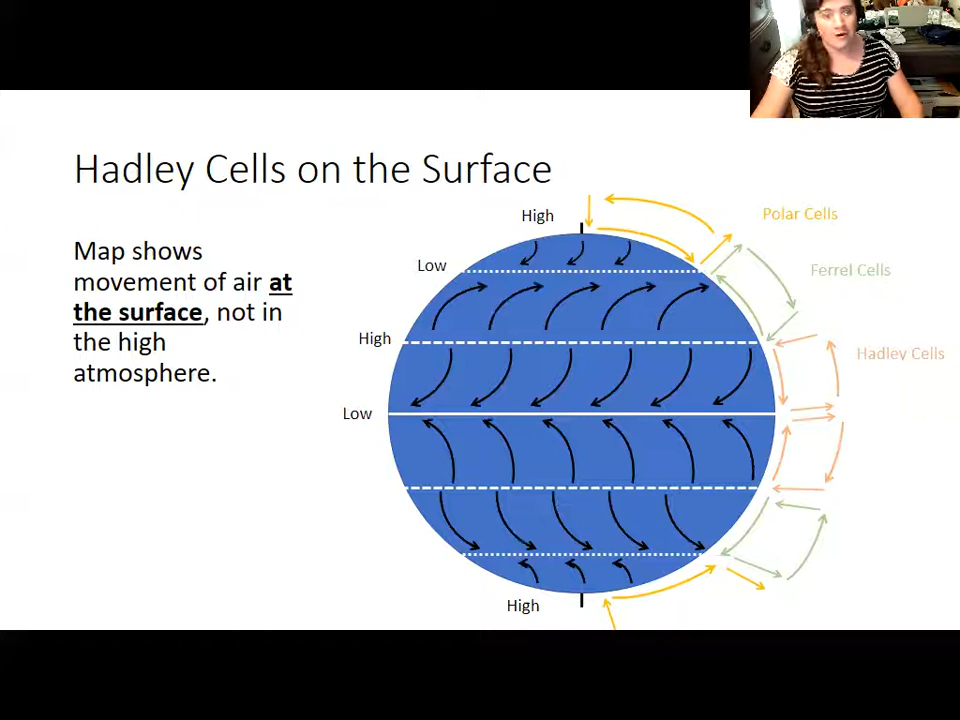 Hadley Cells on the Surface
Map shows
movement of air at
the surface, not in
the high
atmosphere.
High
Low
High
Low
High
Polar Cells
Ferrel Cells
Hadley Cells